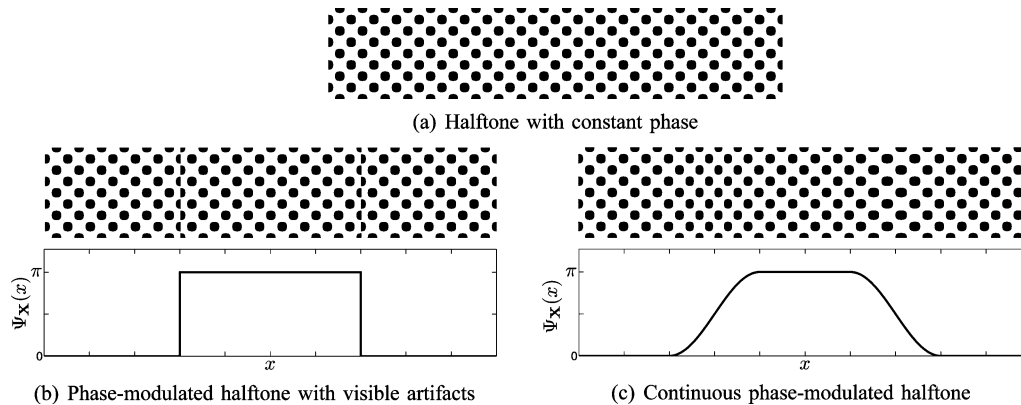 (a) Halftone with constant phase
π
Ψ_X(x)
0
x
(b) Phase-modulated halftone with visible artifacts
π
Ψ_X(x)
0
x
(c) Continuous phase-modulated halftone